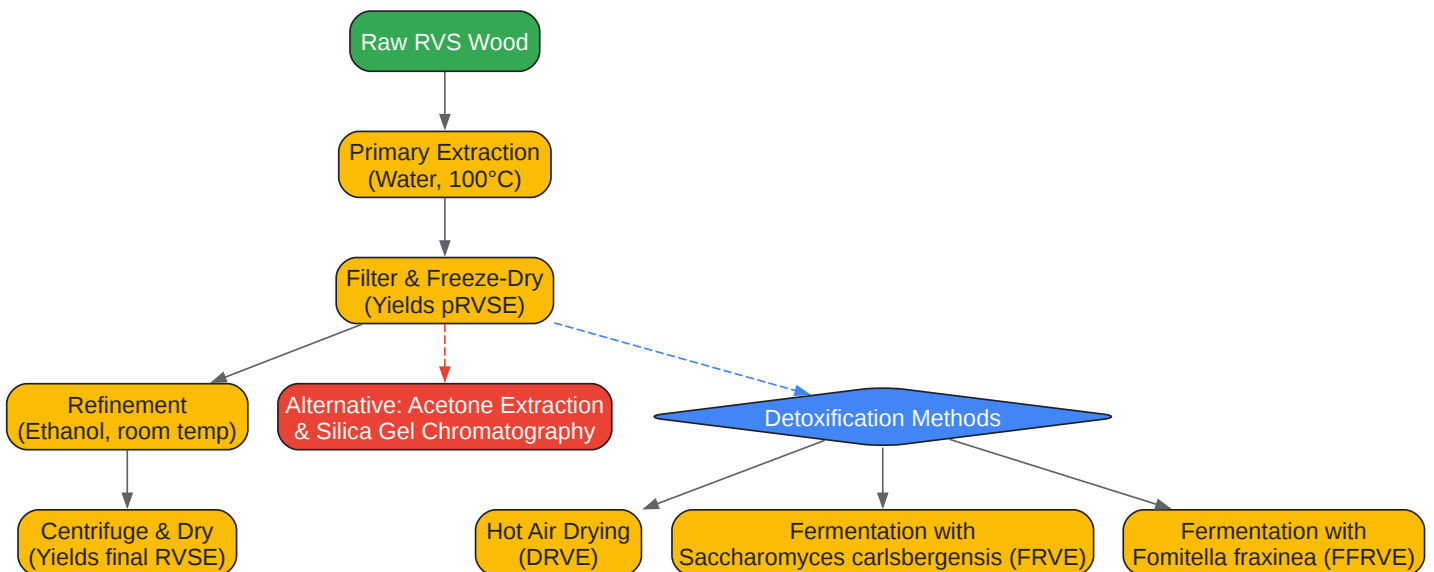 Raw RVS Wood
Primary Extraction
(Water, 100°C)
Filter & Freeze-Dry
(Yields pRVSE)
Refinement
(Ethanol, room temp)
Alternative: Acetone Extraction
& Silica Gel Chromatography
Detoxification Methods
Centrifuge & Dry
(Yields final RVSE)
Hot Air Drying
(DRVE)
Fermentation with
Saccharomyces carlsbergensis (FRVE)
Fermentation with
Fomitella fraxinea (FFRVE)